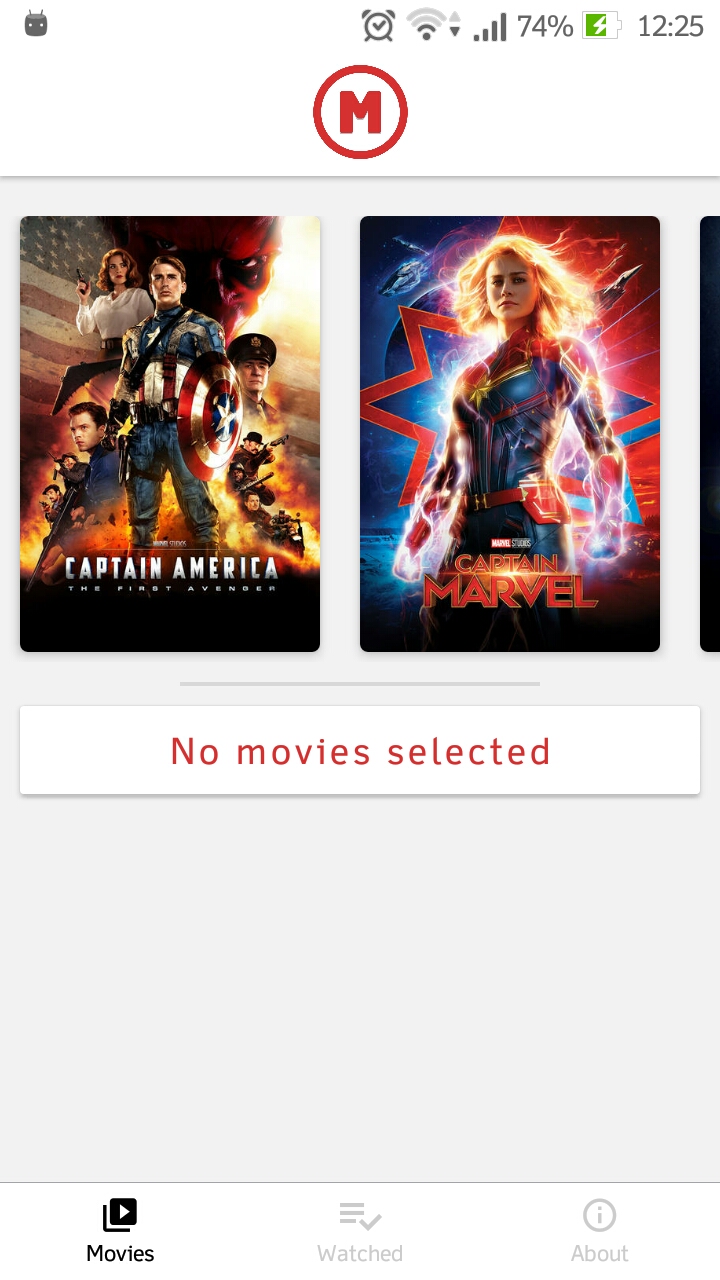 74% 12:25
M
MARVEL STUDIOS
CAPTAIN AMERICA
THE FIRST AVENGER
MARVEL STUDIOS
CAPTAIN
MARVEL
No movies selected
Movies Watched About